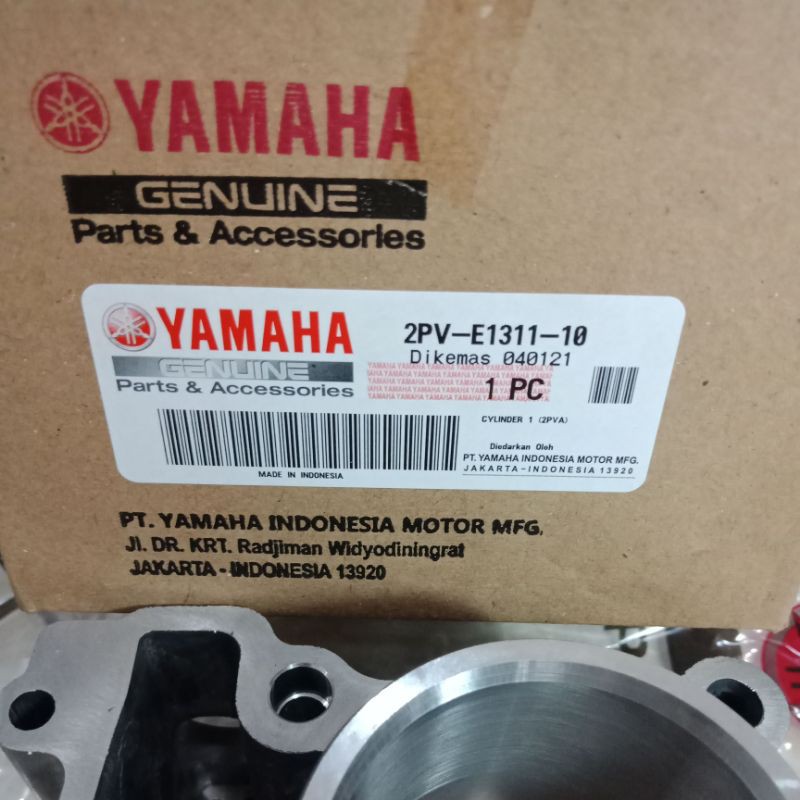 YAMAHA
GENUINE
Parts & Accessories
YAMAHA
GENUINE
Parts & Accessories
2PV-E1311-10
Dikemas 040121
1 PC
CYLINDER 1 (2PVA)
MADE IN INDONESIA
Diedarkan Oleh
PT. YAMAHA INDONESIA MOTOR MFG.
JAKARTA-INDONESIA 13920
PT. YAMAHA INDONESIA MOTOR MFG.
Jl. DR. KRT. Radjiman Widyodiningrat
JAKARTA - INDONESIA 13920